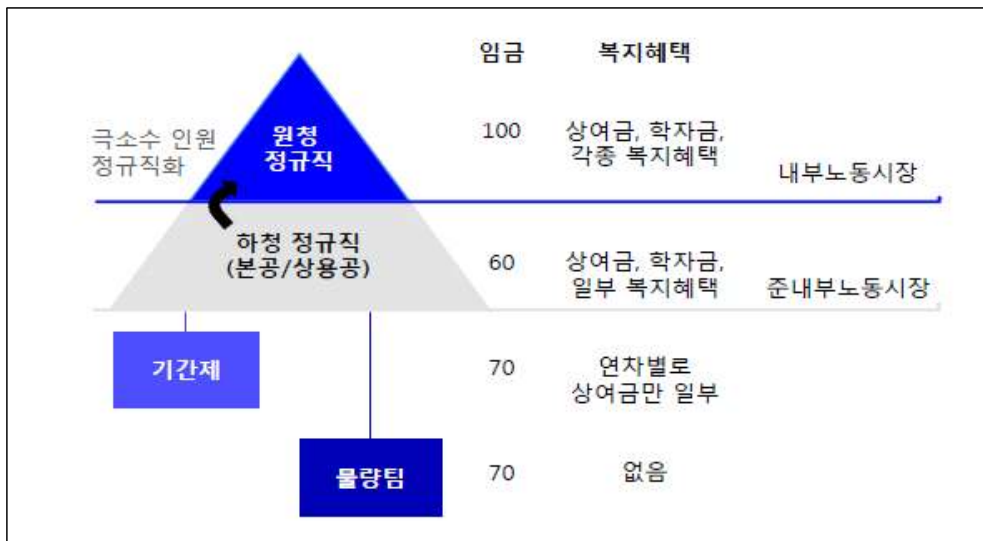 임금 복지혜택
극소수 인원
정규직화
원청
정규직
100
상여금, 학자금,
각종 복지혜택
내부노동시장
하청 정규직
(본공/상용공)
60
상여금, 학자금,
일부 복지혜택
준내부노동시장
기간제
70
연차별로
상여금만 일부
물량팀
70
없음